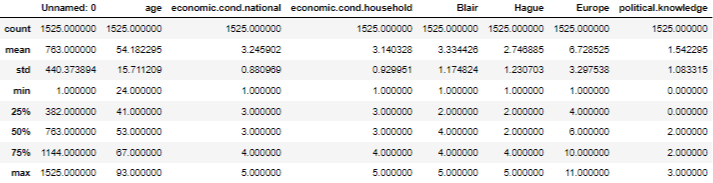 Unnamed: 0 age economic.cond.national economic.cond.household Blair Hague Europe political.knowledge
count 1525.000000 1525.000000 1525.000000 1525.000000 1525.000000 1525.000000 1525.000000 1525.000000
mean 763.000000 54.182295 3.245902 3.140328 3.334426 2.746885 6.728525 1.542295
std 440.373894 15.711209 0.880969 0.929951 1.174824 1.230703 3.297538 1.083315
min 1.000000 24.000000 1.000000 1.000000 1.000000 1.000000 1.000000 0.000000
25% 382.000000 41.000000 3.000000 3.000000 2.000000 2.000000 4.000000 0.000000
50% 763.000000 53.000000 3.000000 3.000000 4.000000 2.000000 6.000000 2.000000
75% 1144.000000 67.000000 4.000000 4.000000 4.000000 4.000000 10.000000 2.000000
max 1525.000000 93.000000 5.000000 5.000000 5.000000 5.000000 11.000000 3.000000